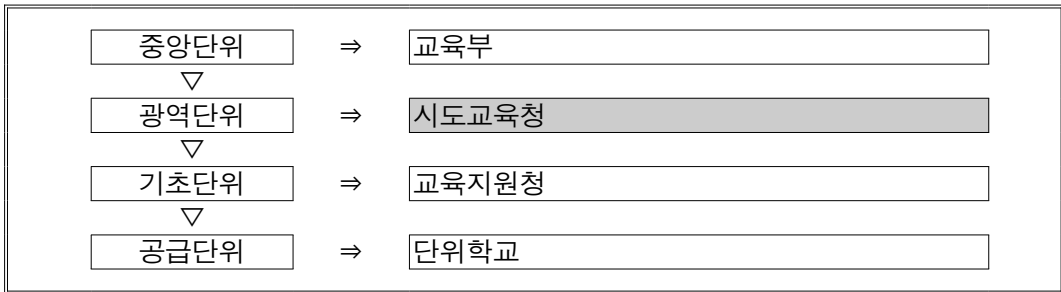 중앙단위 ⇒ 교육부
▽
광역단위 ⇒ 시도교육청
▽
기초단위 ⇒ 교육지원청
▽
공급단위 ⇒ 단위학교